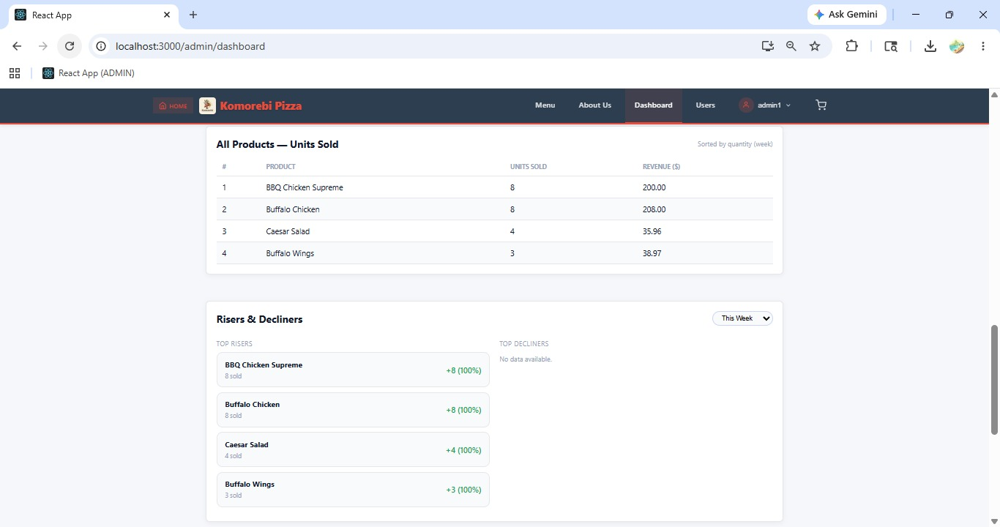 React App
Ask Gemini
localhost:3000/admin/dashboard
React App (ADMIN)
HOME Komorebi Pizza Menu About Us Dashboard Users admin1
All Products — Units Sold Sorted by quantity (week)
# PRODUCT UNITS SOLD REVENUE ($)
1 BBQ Chicken Supreme 8 200.00
2 Buffalo Chicken 8 208.00
3 Caesar Salad 4 35.96
4 Buffalo Wings 3 38.97
Risers & Decliners This Week
TOP RISERS
BBQ Chicken Supreme
8 sold
+8 (100%)
Buffalo Chicken
8 sold
+8 (100%)
Caesar Salad
4 sold
+4 (100%)
Buffalo Wings
3 sold
+3 (100%)
TOP DECLINERS
No data available.